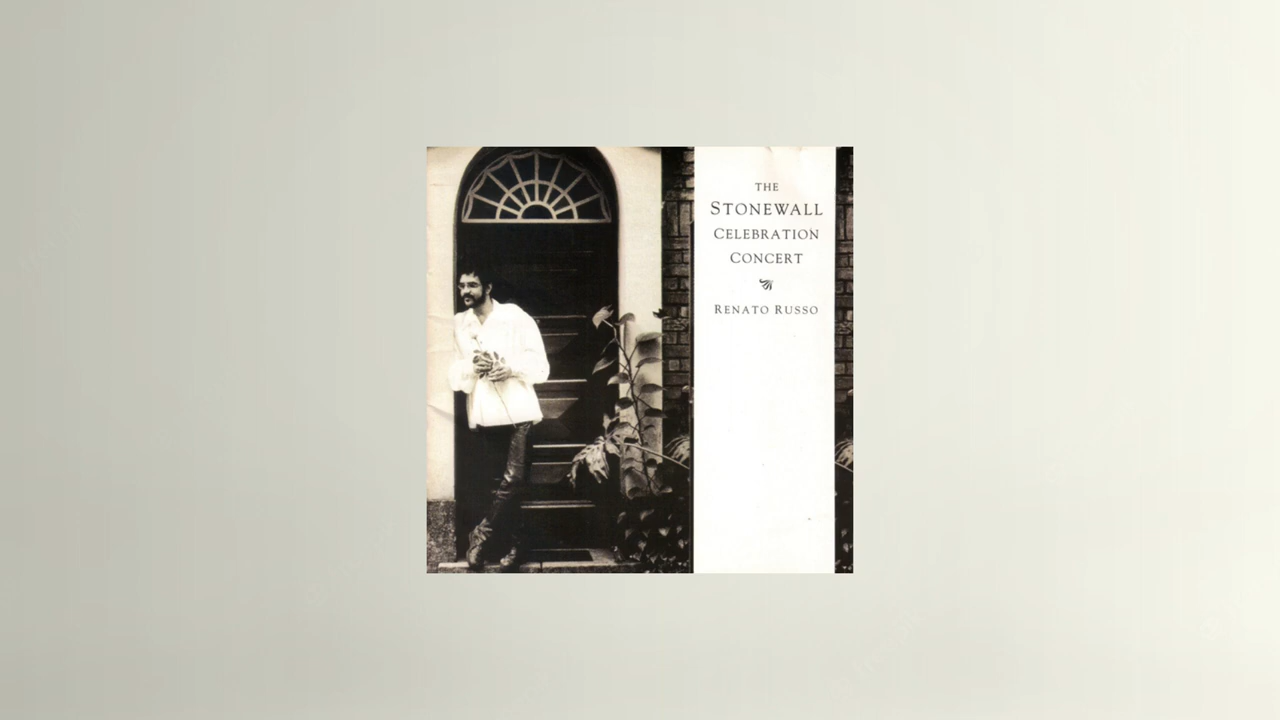 THE
STONEWALL
CELEBRATION
CONCERT
RENATO RUSSO